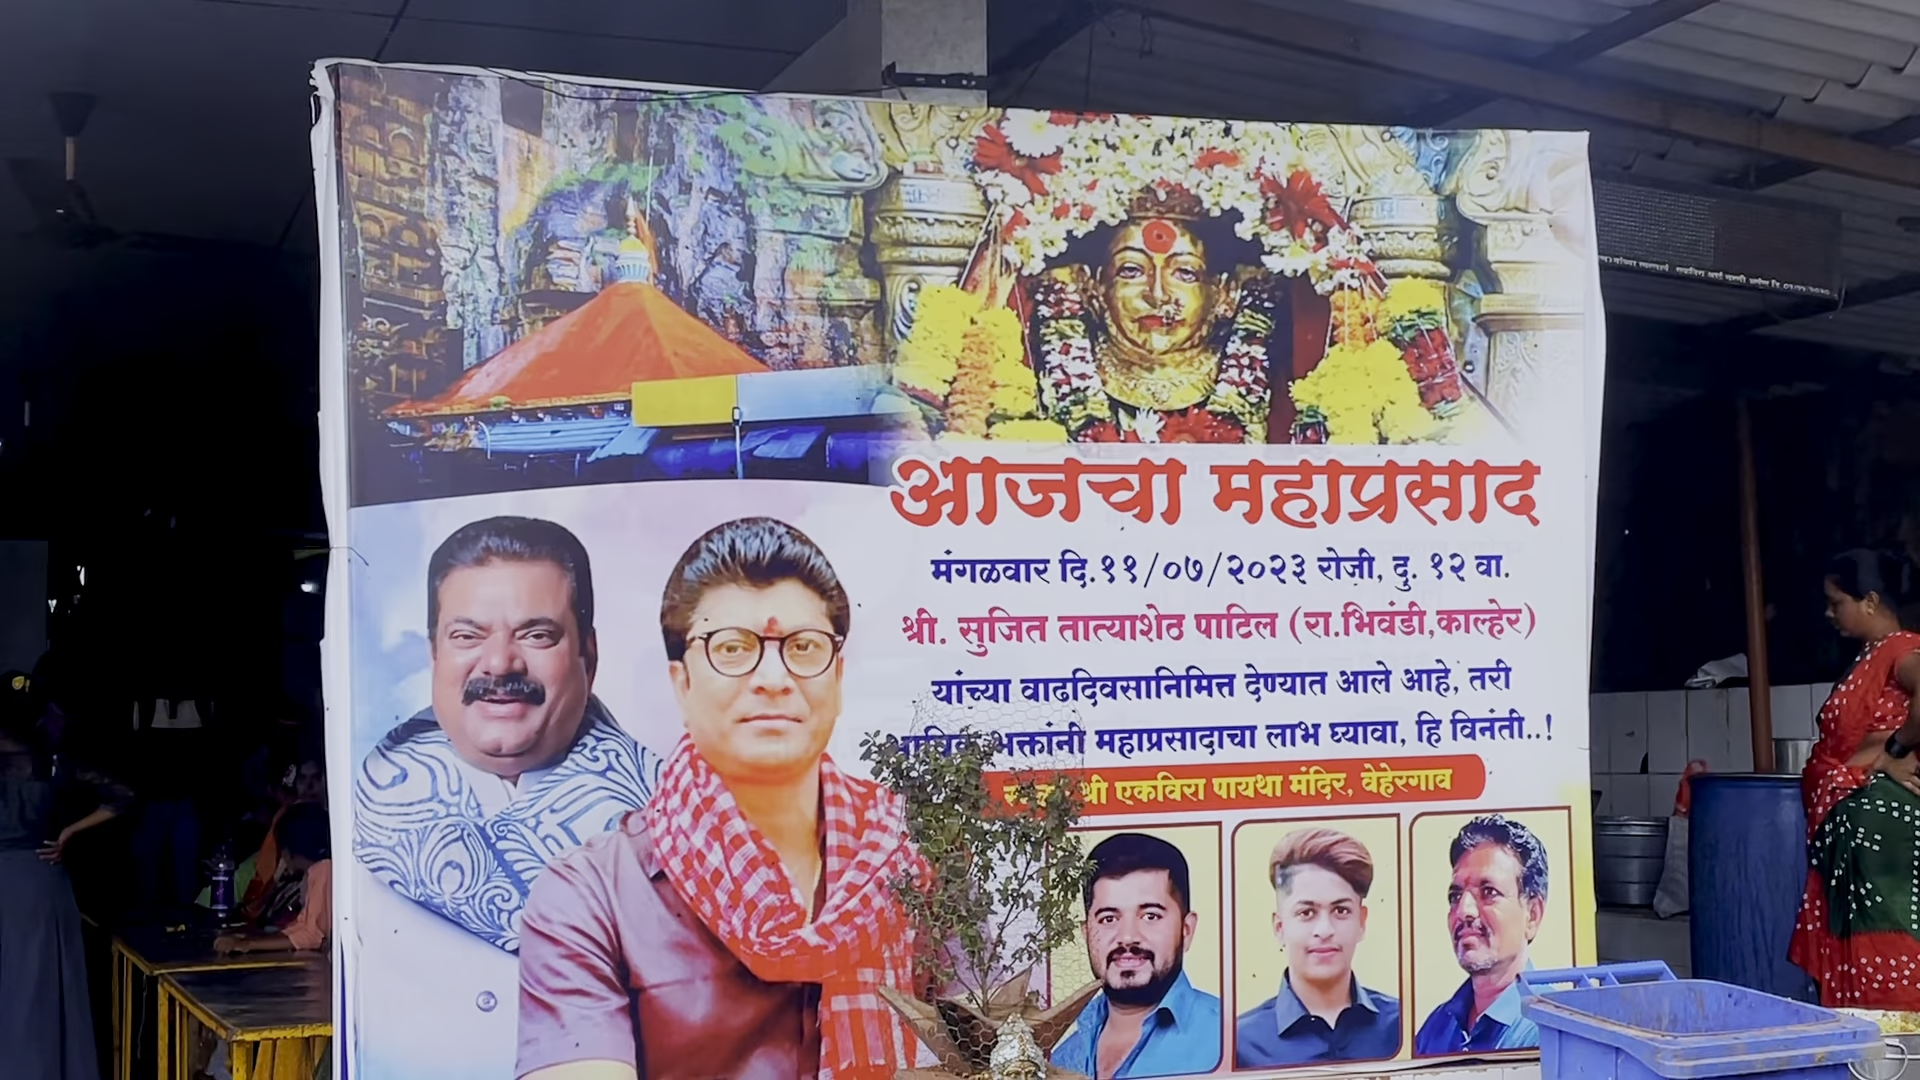 आजचा महाप्रसाद
मंगळवार दि.११/०७/२०२३ रोजी, दु. १२ वा.
श्री. सुजित तात्याशेठ पाटिल (रा.भिवंडी,काल्हेर)
यांच्या वाढदिवसानिमित्त देण्यात आले आहे, तरी
भक्तांनी महाप्रसादाचा लाभ घ्यावा, हि विनंती..!
श्री एकविरा पायथा मंदिर, वेहेरगाव